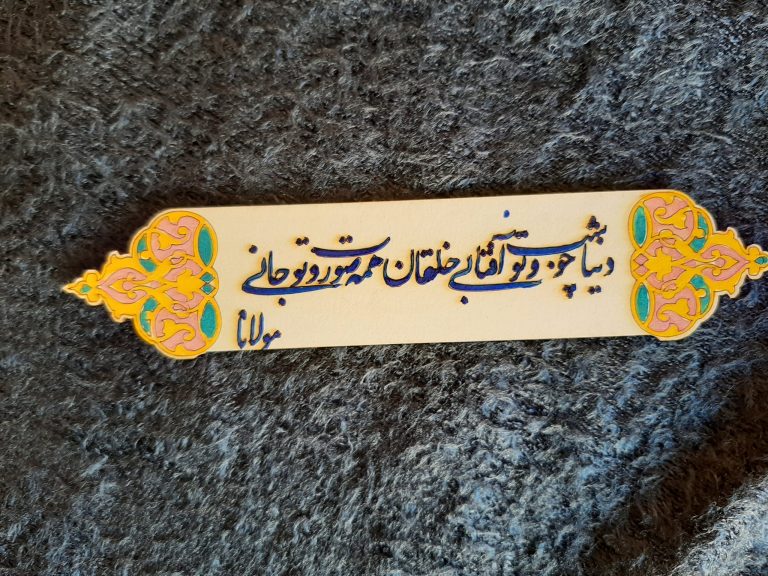 دنیا چو شب و تو آفتابی خلقان همه صورت و تو جانی
مولانا